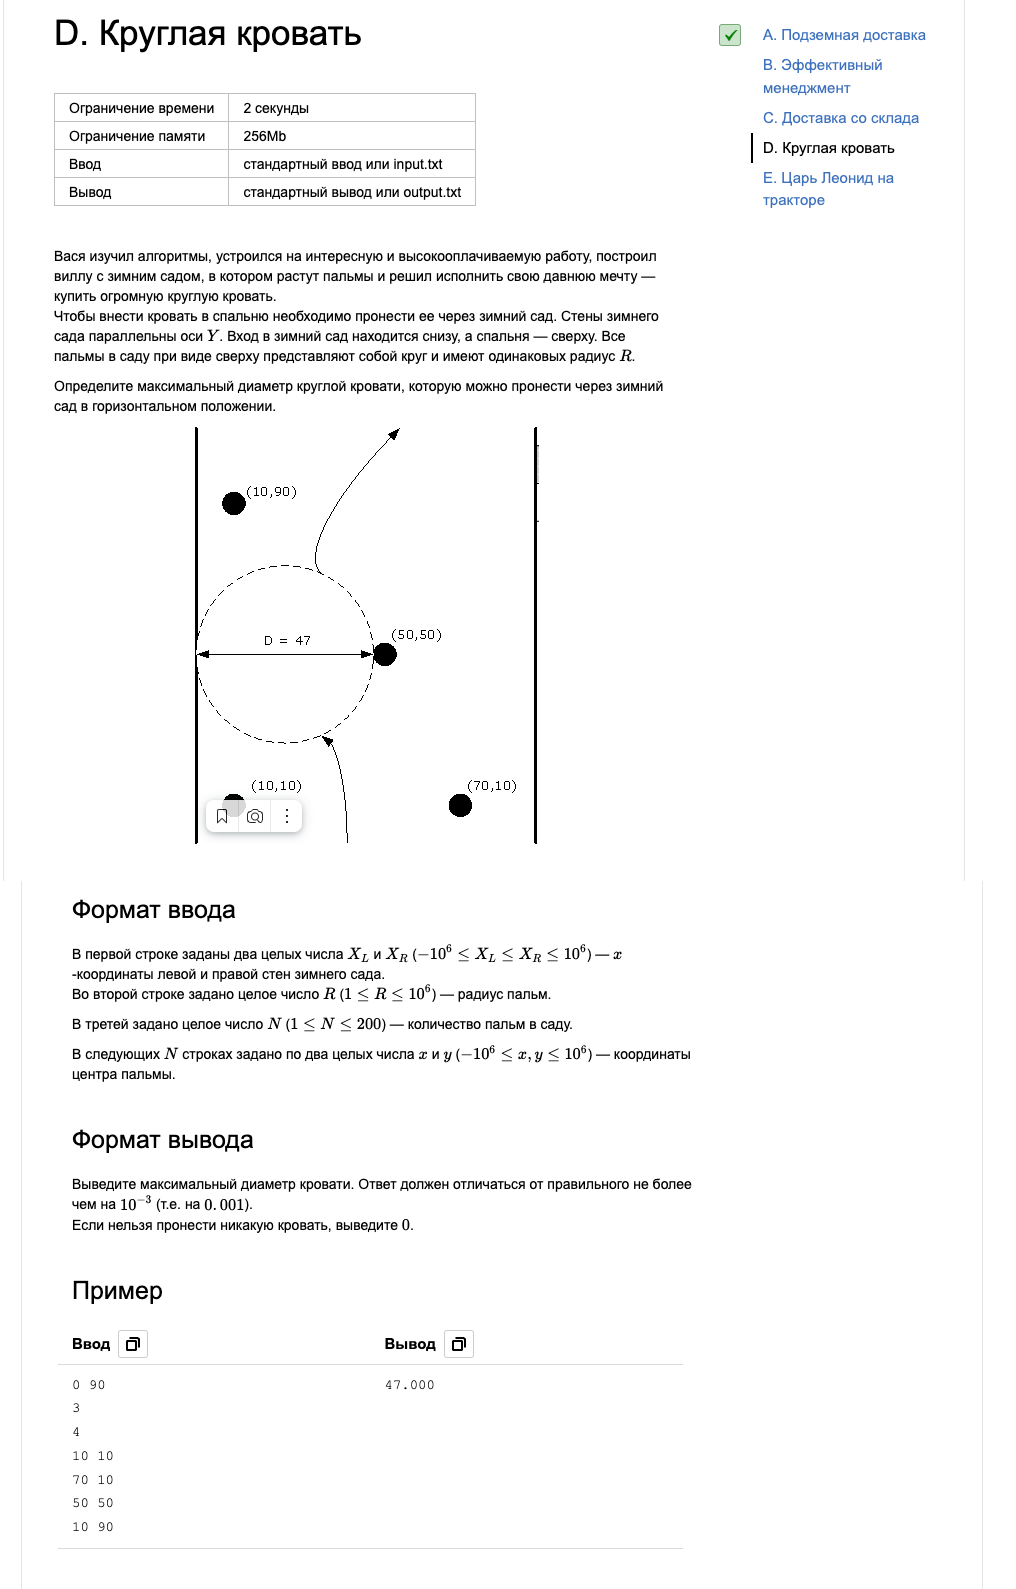 D. Круглая кровать
Ограничение времени 2 секунды
Ограничение памяти 256Mb
Ввод стандартный ввод или input.txt
Вывод стандартный вывод или output.txt
A. Подземная доставка
B. Эффективный
менеджмент
C. Доставка со склада
D. Круглая кровать
E. Царь Леонид на
тракторе
Вася изучил алгоритмы, устроился на интересную и высокооплачиваемую работу, построил
виллу с зимним садом, в котором растут пальмы и решил исполнить свою давнюю мечту —
купить огромную круглую кровать.
Чтобы внести кровать в спальню необходимо пронести ее через зимний сад. Стены зимнего
сада параллельны оси Y. Вход в зимний сад находится снизу, а спальня — сверху. Все
пальмы в саду при виде сверху представляют собой круг и имеют одинаковых радиус R.
Определите максимальный диаметр круглой кровати, которую можно пронести через зимний
сад в горизонтальном положении.
(10,90)
(50,50)
D = 47
(10,10)
(70,10)
Формат ввода
В первой строке заданы два целых числа X_L и X_R (−10^6 ≤ X_L ≤ X_R ≤ 10^6) — x
-координаты левой и правой стен зимнего сада.
Во второй строке задано целое число R (1 ≤ R ≤ 10^6) — радиус пальм.
В третей задано целое число N (1 ≤ N ≤ 200) — количество пальм в саду.
В следующих N строках задано по два целых числа x и y (−10^6 ≤ x, y ≤ 10^6) — координаты
центра пальмы.
Формат вывода
Выведите максимальный диаметр кровати. Ответ должен отличаться от правильного не более
чем на 10^−3 (т.е. на 0.001).
Если нельзя пронести никакую кровать, выведите 0.
Пример
Ввод Вывод
0 90 47.000
3
4
10 10
70 10
50 50
10 90